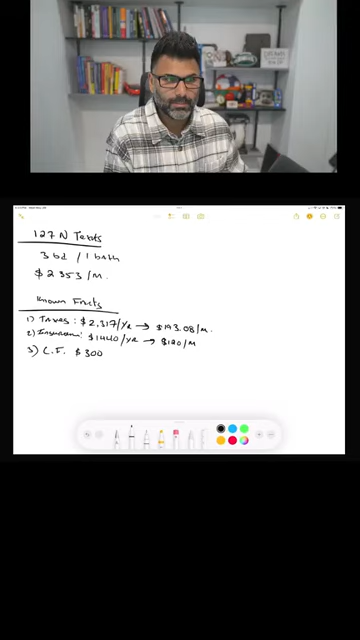 127 N Teats
3 bd / 1 bath
$2353/M.
Known Facts
1) Taxes: $2,317/YR → $193.08/M.
2) Insurance: $1440/YR → $120/M
3) C.F. $300